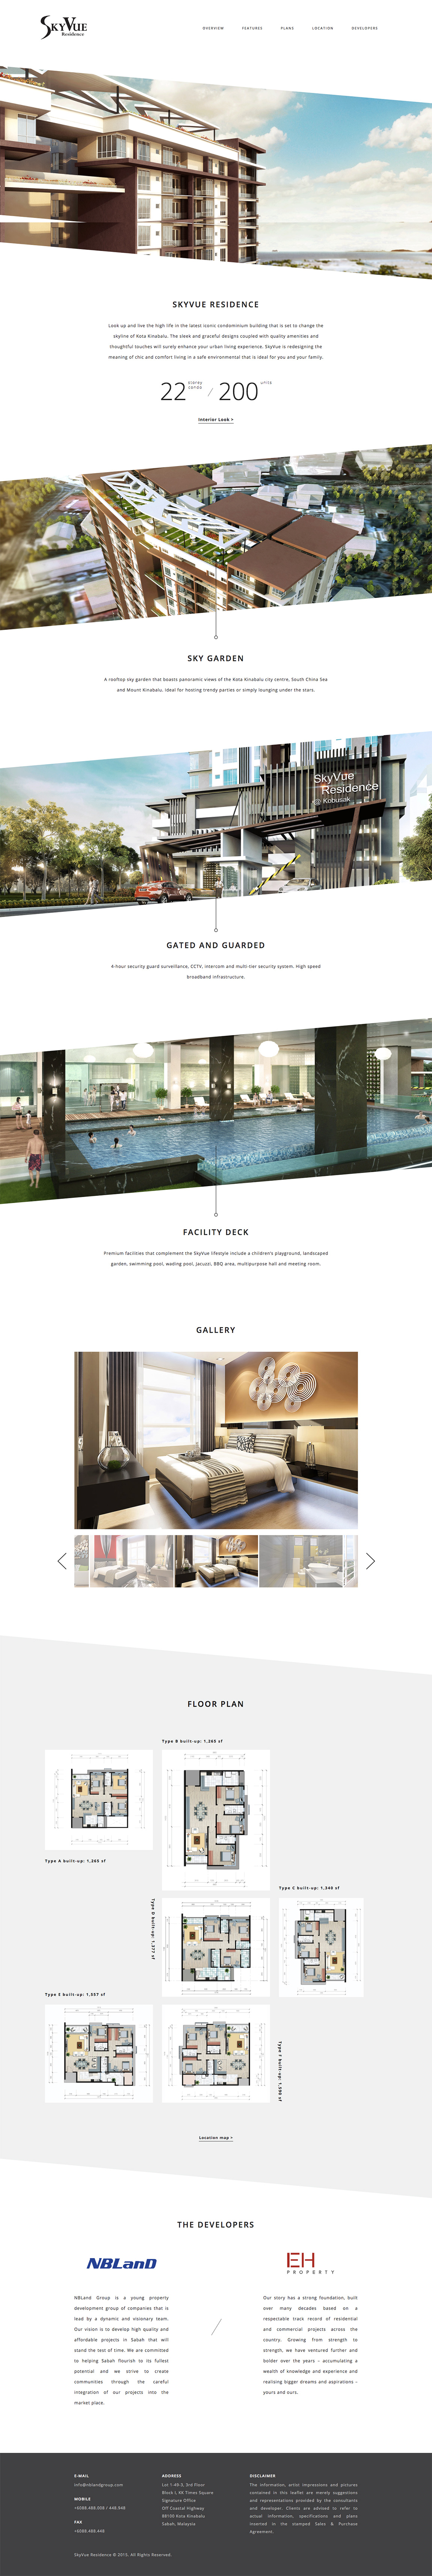 SKYVUE
Residence
OVERVIEW
FEATURES
PLANS
LOCATION
DEVELOPERS
SKYVUE RESIDENCE
Look up and live the high life in the latest iconic condominium building that is set to change the
skyline of Kota Kinabalu. The sleek and graceful designs coupled with quality amenities and
thoughtful touches will surely enhance your urban living experience. SkyVue is redesigning the
meaning of chic and comfort living in a safe environmental that is ideal for you and your family.
22 storey
condo / 200 units
Interior Look >
SKY GARDEN
A rooftop sky garden that boasts panoramic views of the Kota Kinabalu city centre, South China Sea
and Mount Kinabalu. Ideal for hosting trendy parties or simply lounging under the stars.
SkyVue
Residence
@ Kobusak
GATED AND GUARDED
4-hour security guard surveillance, CCTV, intercom and multi-tier security system. High speed
broadband infrastructure.
FACILITY DECK
Premium facilities that complement the SkyVue lifestyle include a children's playground, landscaped
garden, swimming pool, wading pool, Jacuzzi, BBQ area, multipurpose hall and meeting room.
GALLERY
FLOOR PLAN
Type B built-up: 1,265 sf
Type A built-up: 1,265 sf
Type C built-up: 1,348 sf
Type D built-up: 1,277 sf
Type E built-up: 1,557 sf
Type F built-up: 1,590 sf
Location map >
THE DEVELOPERS
NBLanD
EH
PROPERTY
NBLand Group is a young property
development group of companies that is
lead by a dynamic and visionary team.
Our vision is to develop high quality and
affordable projects in Sabah that will
stand the test of time. We are committed
to helping Sabah flourish to its fullest
potential and we strive to create
communities through the careful
integration of our projects into the
market place.
/
Our story has a strong foundation, built
over many decades based on a
respectable track record of residential
and commercial projects across the
country. Growing from strength to
strength, we have ventured further and
bolder over the years – accumulating a
wealth of knowledge and experience and
realising bigger dreams and aspirations –
yours and ours.
E-MAIL
info@nblandgroup.com
MOBILE
+6088.488.008 / 448.948
FAX
+6088.488.448
ADDRESS
Lot 1-49-3, 3rd Floor
Block I, KK Times Square
Signature Office
Off Coastal Highway
88100 Kota Kinabalu
Sabah, Malaysia
DISCLAIMER
The information, artist impressions and pictures
contained in this leaflet are merely suggestions
and representations provided by the consultants
and developer. Clients are advised to refer to
actual information, specifications and plans
inserted in the stamped Sales & Purchase
Agreement.
SkyVue Residence © 2015. All Rights Reserved.